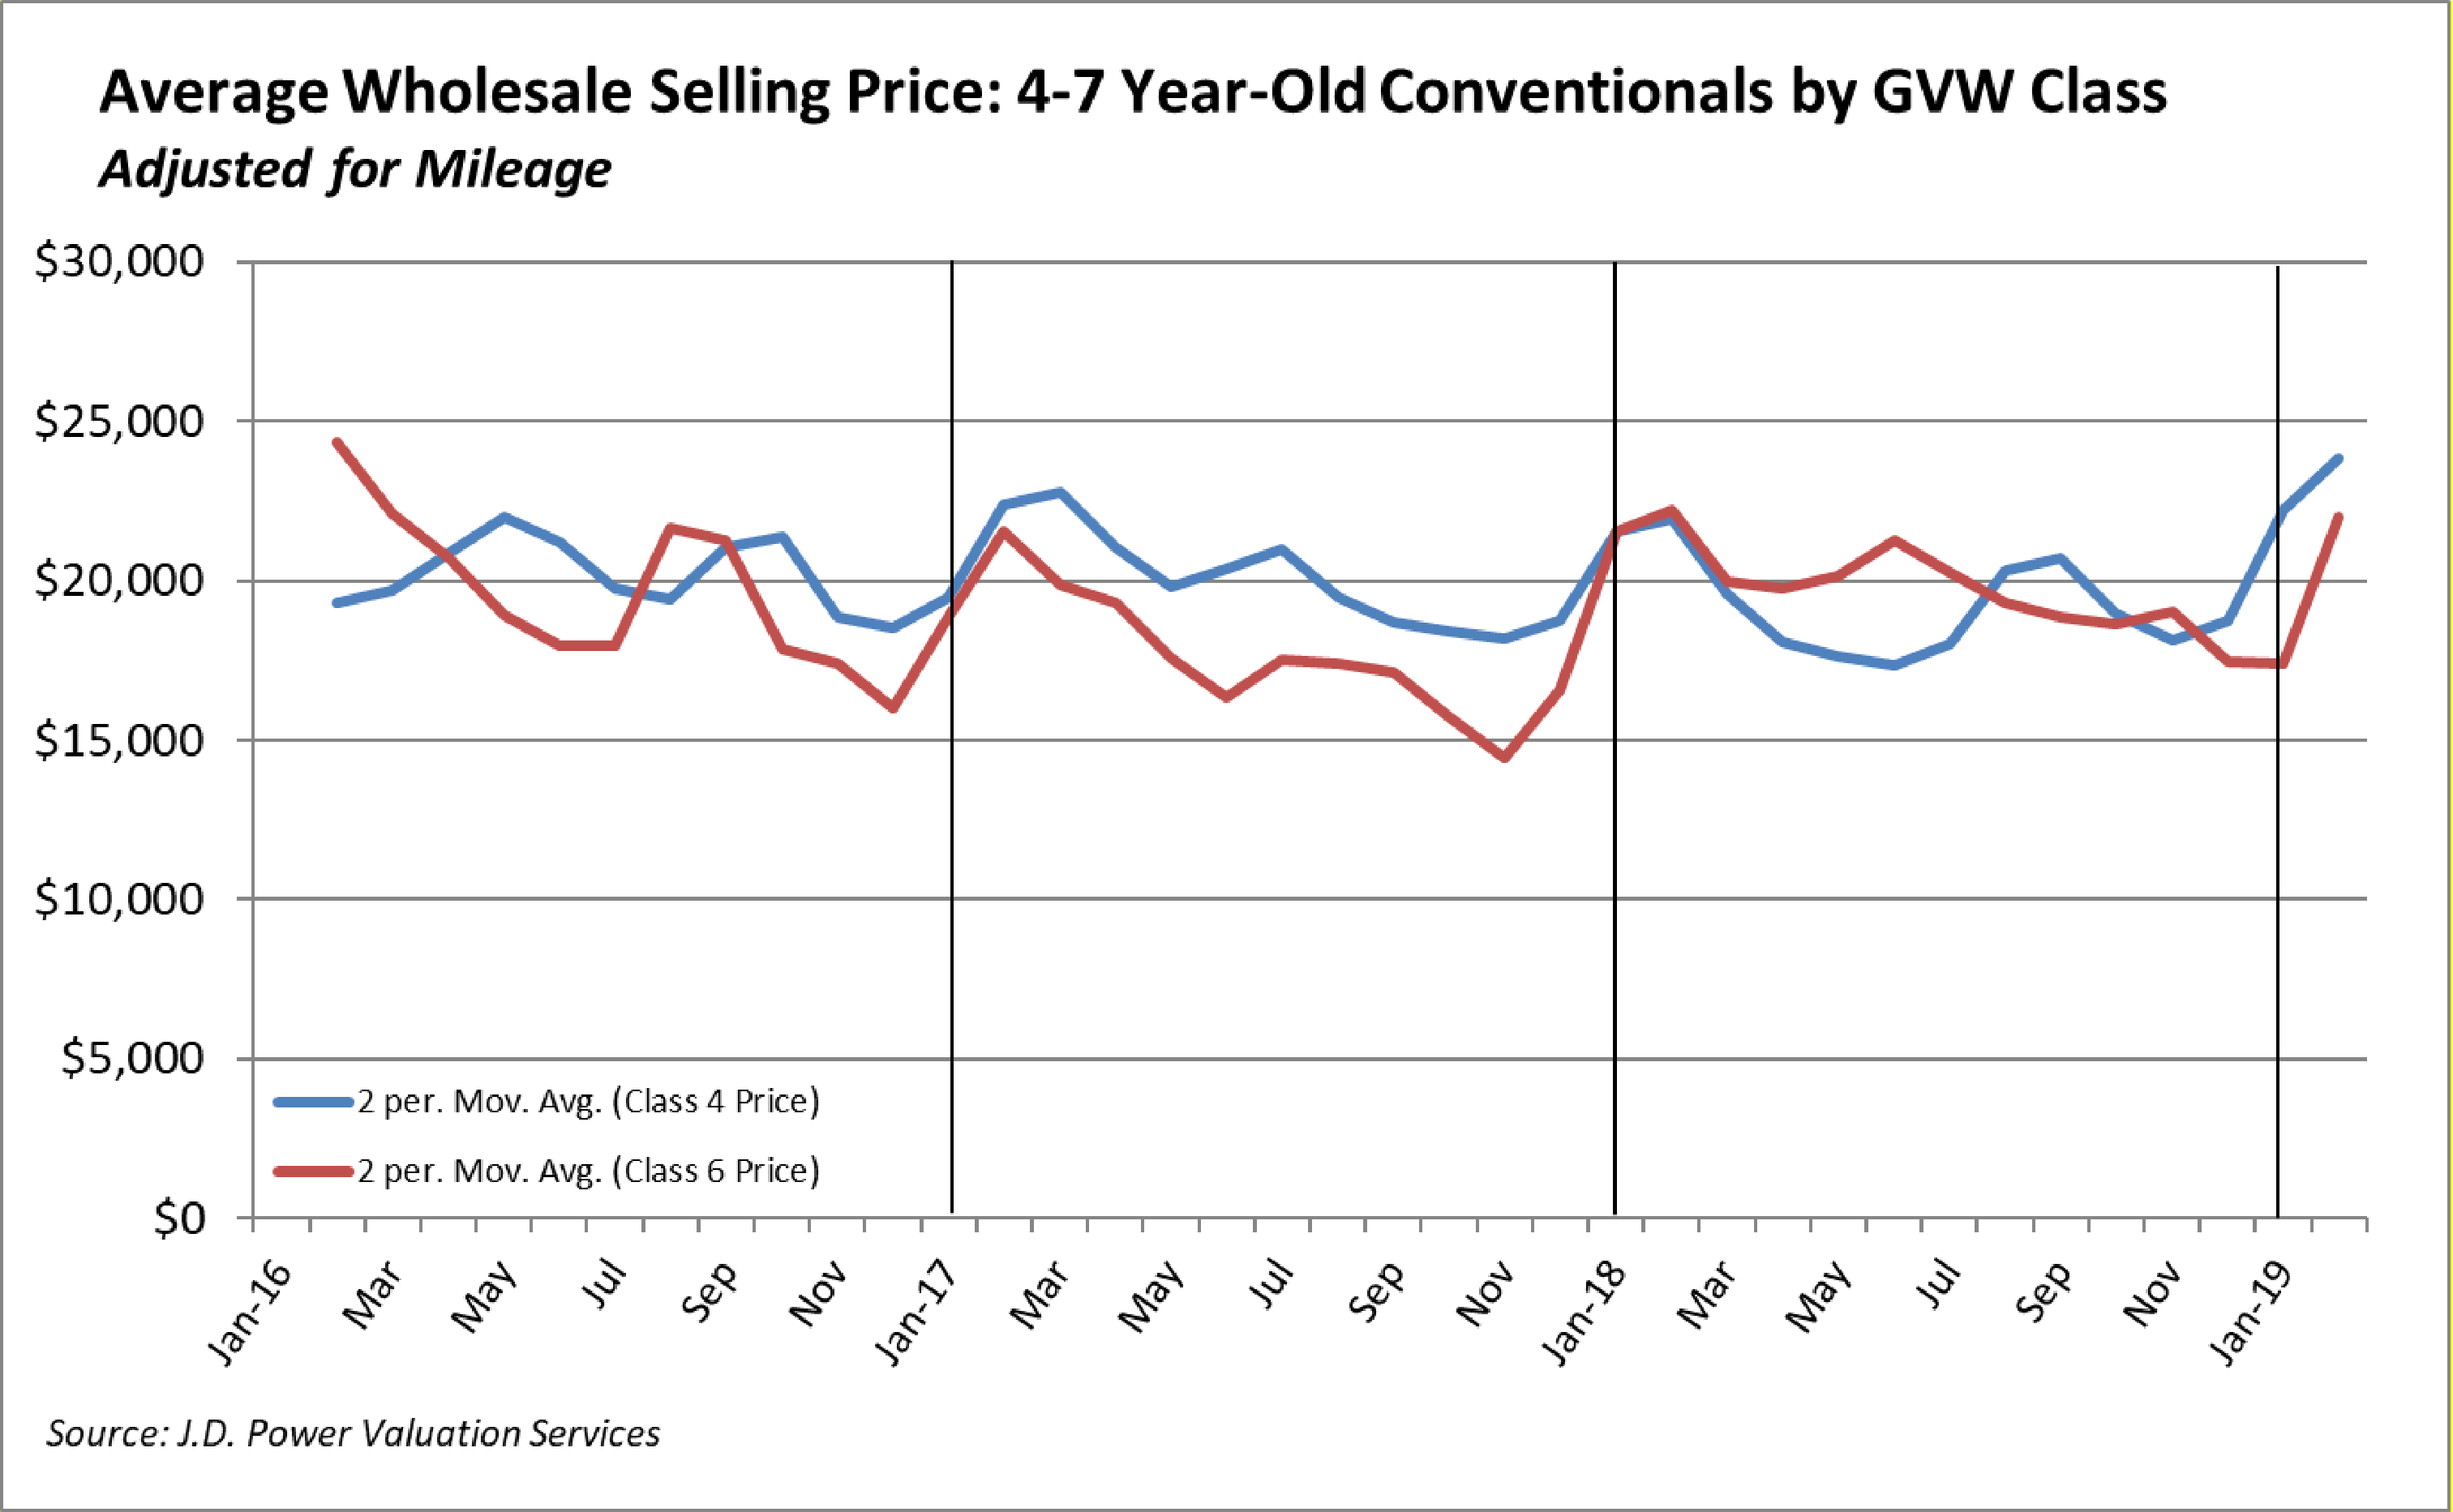 Average Wholesale Selling Price: 4-7 Year-Old Conventionals by GVW Class
Adjusted for Mileage
$30,000
$25,000
$20,000
$15,000
$10,000
$5,000
$0
2 per. Mov. Avg. (Class 4 Price)
2 per. Mov. Avg. (Class 6 Price)
Jan-16 Mar May Jul Sep Nov Jan-17 Mar May Jul Sep Nov Jan-18 Mar May Jul Sep Nov Jan-19
Source: J.D. Power Valuation Services